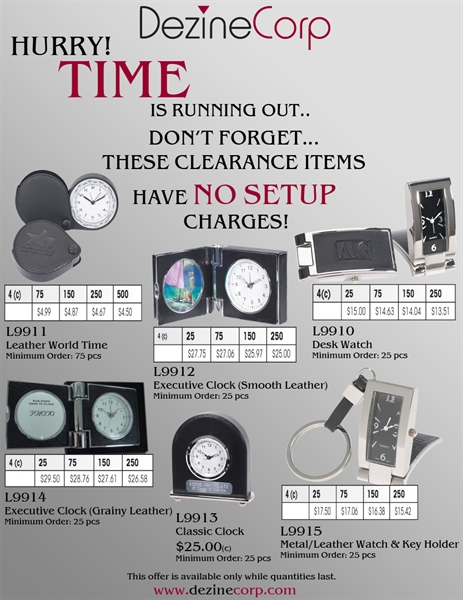 DezineCorp
HURRY!
TIME
IS RUNNING OUT..
DON'T FORGET...
THESE CLEARANCE ITEMS
HAVE NO SETUP
CHARGES!
4 (c) 75 150 250 500
$4.99 $4.87 $4.67 $4.50
L9911
Leather World Time
Minimum Order: 75 pcs
4 (c) 25 75 150 250
$27.75 $27.06 $25.97 $25.00
L9912
Executive Clock (Smooth Leather)
Minimum Order: 25 pcs
4(c) 25 75 150 250
$15.00 $14.63 $14.04 $13.51
L9910
Desk Watch
Minimum Order: 25 pcs
4 (c) 25 75 150 250
$29.50 $28.76 $27.61 $26.58
L9914
Executive Clock (Grainy Leather)
Minimum Order: 25 pcs
L9913
Classic Clock
$25.00(c)
Minimum Order: 25 pcs
4 (c) 25 75 150 250
$17.50 $17.06 $16.38 $15.42
L9915
Metal/Leather Watch & Key Holder
Minimum Order: 25 pcs
This offer is available only while quantities last.
www.dezinecorp.com